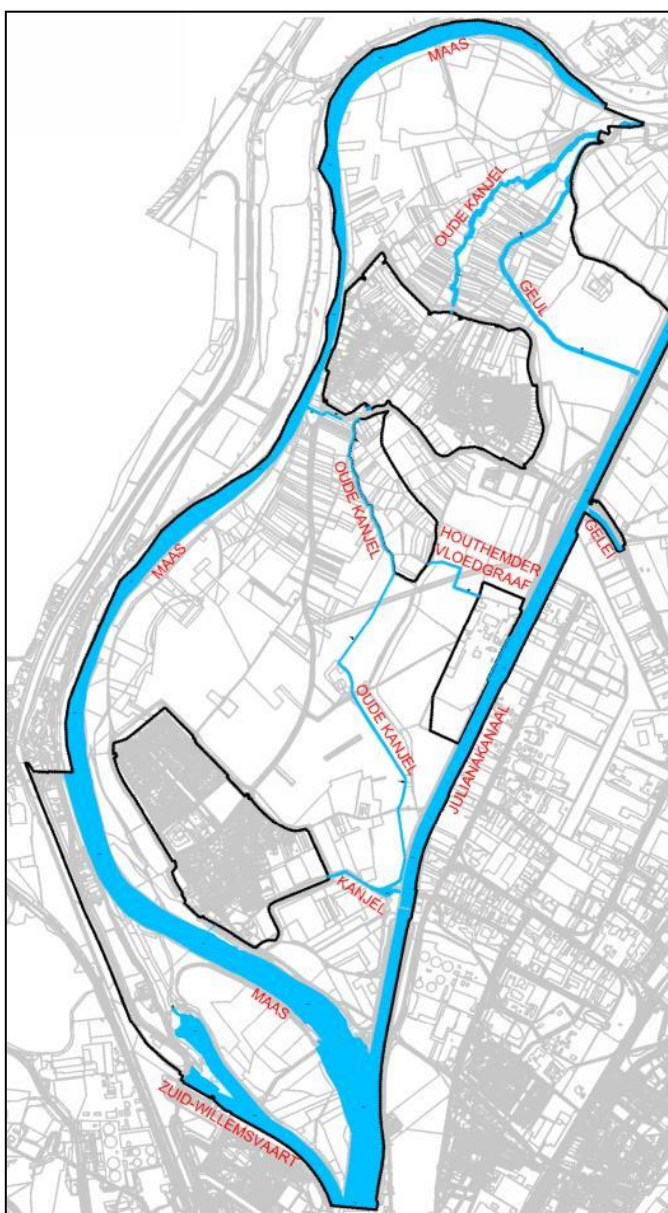 MAAS
OUDE KANJEL
GEUL
OUDE KANJEL
HOUTHEMDER
VLOEDGRAAF
GELEI
MAAS
OUDE KANJEL
JULIANAKANAAL
KANJEL
MAAS
ZUID-WILLEMSVAART